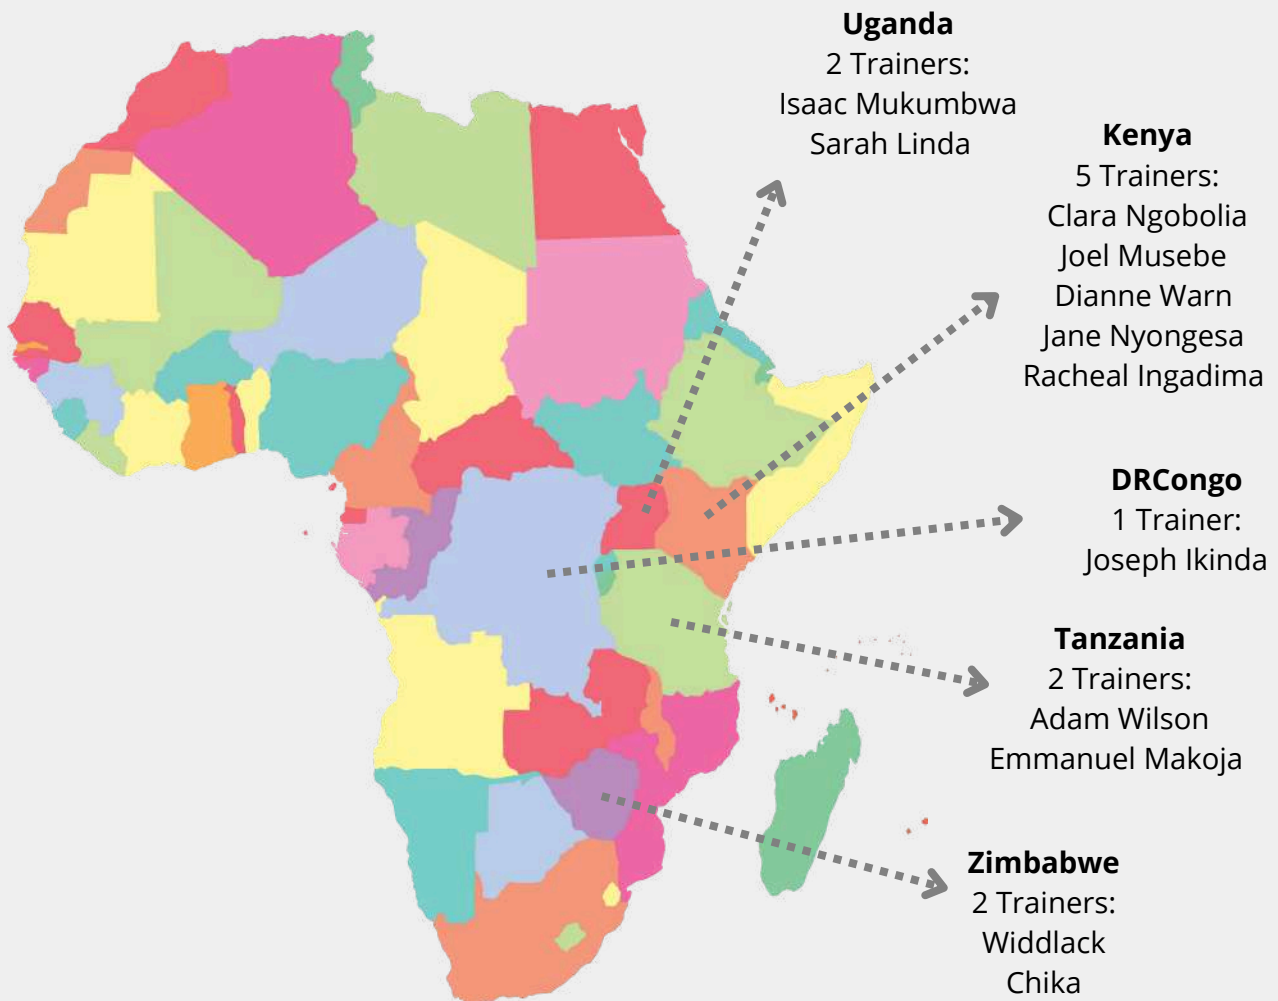 Uganda
2 Trainers:
Isaac Mukumbwa
Sarah Linda
Kenya
5 Trainers:
Clara Ngobolia
Joel Musebe
Dianne Warn
Jane Nyongesa
Racheal Ingadima
DRCongo
1 Trainer:
Joseph Ikinda
Tanzania
2 Trainers:
Adam Wilson
Emmanuel Makoja
Zimbabwe
2 Trainers:
Widdlack
Chika